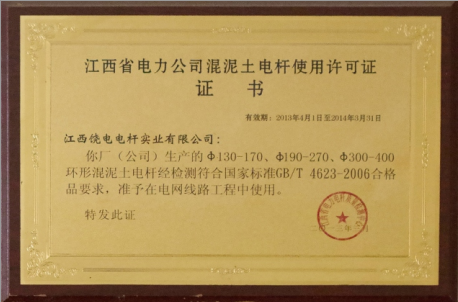 江西省电力公司混泥土电杆使用许可证
证 书
有效期：2013年4月1日至2014年3月31日
江西饶电电杆实业有限公司：
你厂（公司）生产的Φ130-170、Φ190-270、Φ300-400
环形混泥土电杆经检测符合国家标准GB/T 4623-2006合格
品要求，准予在电网线路工程中使用。
特发此证